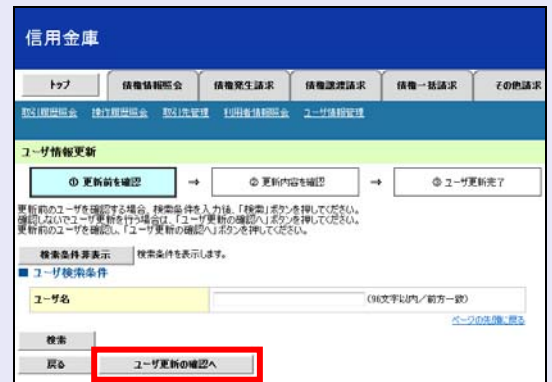 信用金庫
トップ 債権情報照会 債権発生請求 債権譲渡請求 債権一括請求 その他請求
取引履歴照会 操作履歴照会 取引先管理 利用者情報照会 ユーザ情報管理
ユーザ情報更新
① 更新前を確認 → ② 更新内容を確認 → ③ ユーザ更新完了
更新前のユーザを確認する場合、検索条件を入力後、「検索」ボタンを押してください。
確認しないでユーザ更新を行う場合は、「ユーザ更新の確認へ」ボタンを押してください。
更新前のユーザを確認し、「ユーザ更新の確認へ」ボタンを押してください。
検索条件非表示 検索条件を表示します。
■ ユーザ検索条件
ユーザ名 (96文字以内／前方一致)
ページの先頭に戻る
検索
戻る ユーザ更新の確認へ